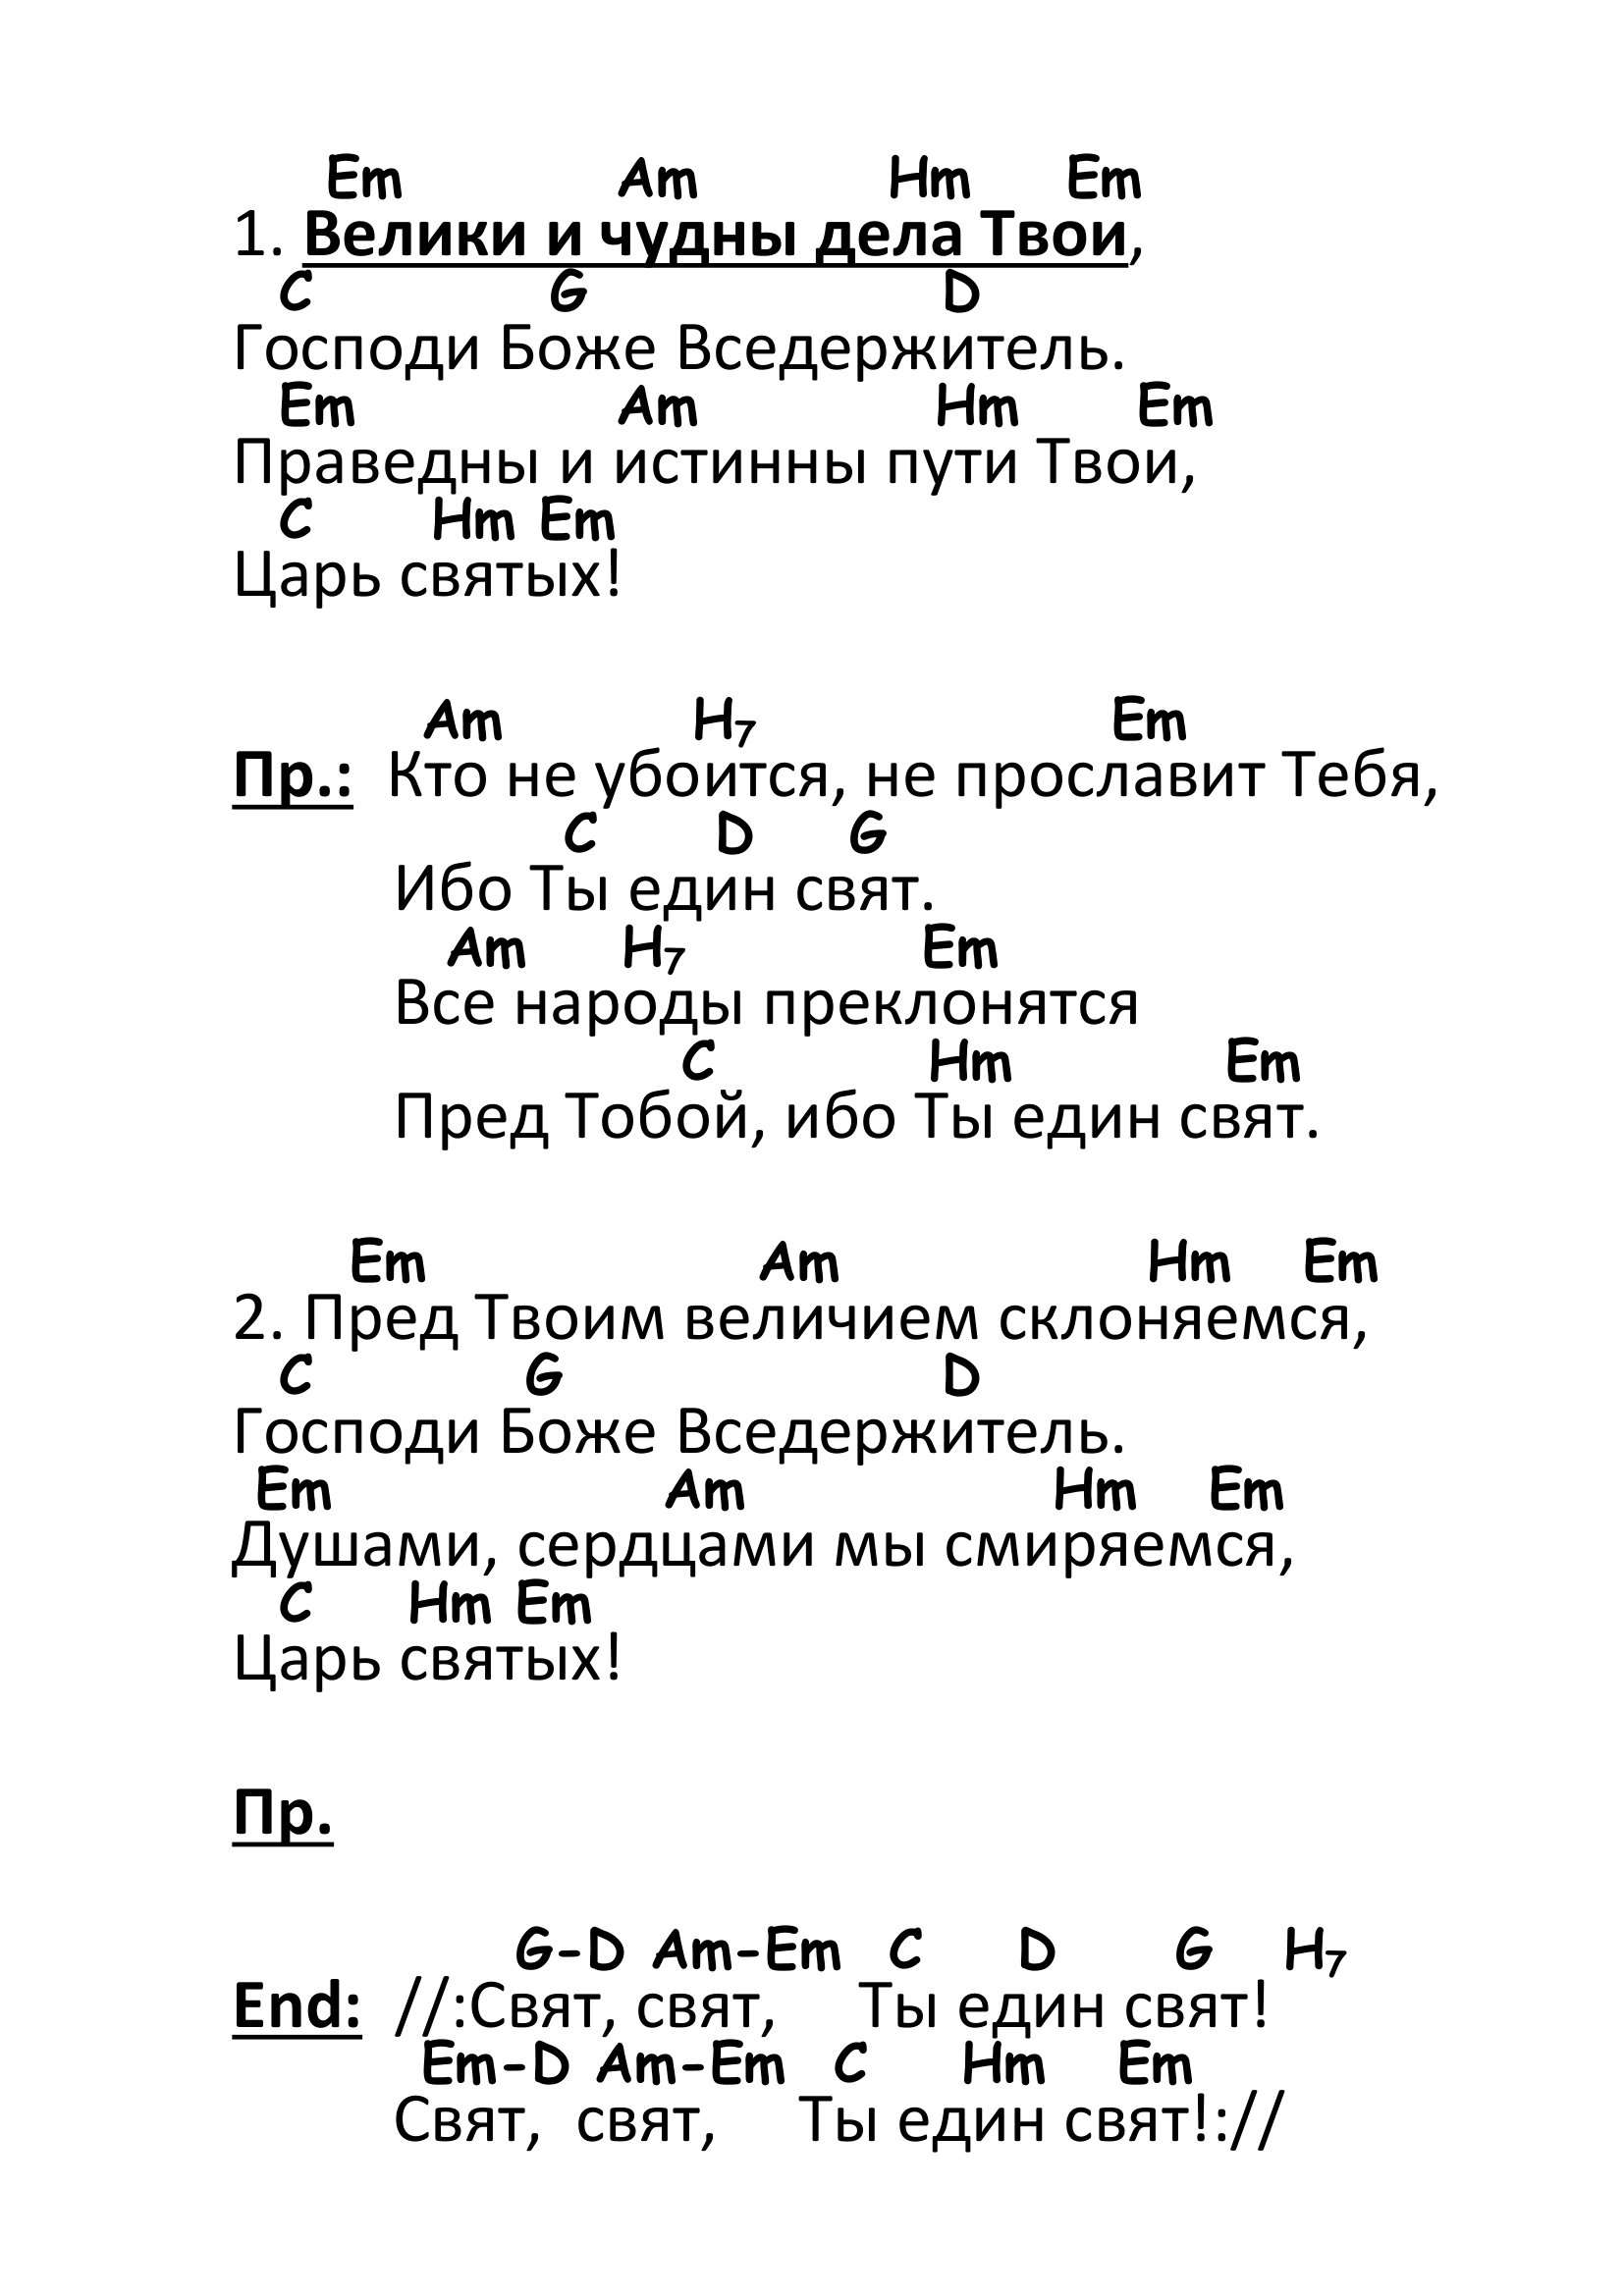 Em Am Hm Em
1. Велики и чудны дела Твои,
C G D
Господи Боже Вседержитель.
Em Am Hm Em
Праведны и истинны пути Твои,
C Hm Em
Царь святых!
Am H7 Em
Пр.: Кто не убоится, не прославит Тебя,
C D G
Ибо Ты един свят.
Am H7 Em
Все народы преклонятся
C Hm Em
Пред Тобой, ибо Ты един свят.
Em Am Hm Em
2. Пред Твоим величием склоняемся,
C G D
Господи Боже Вседержитель.
Em Am Hm Em
Душами, сердцами мы смиряемся,
C Hm Em
Царь святых!
Пр.
G-D Am-Em C D G H7
End: //:Свят, свят, Ты един свят!
Em-D Am-Em C Hm Em
Свят, свят, Ты един свят!://